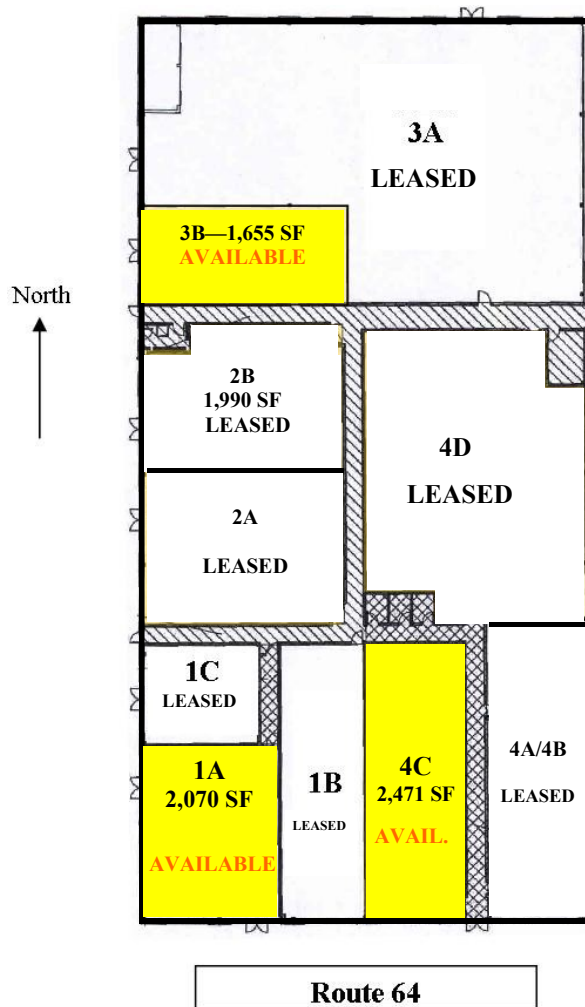 3A
LEASED
3B—1,655 SF
AVAILABLE
North
2B
1,990 SF
LEASED
4D
LEASED
2A
LEASED
1C
LEASED
1A
2,070 SF
AVAILABLE
1B
LEASED
4C
2,471 SF
AVAIL.
4A/4B
LEASED
Route 64